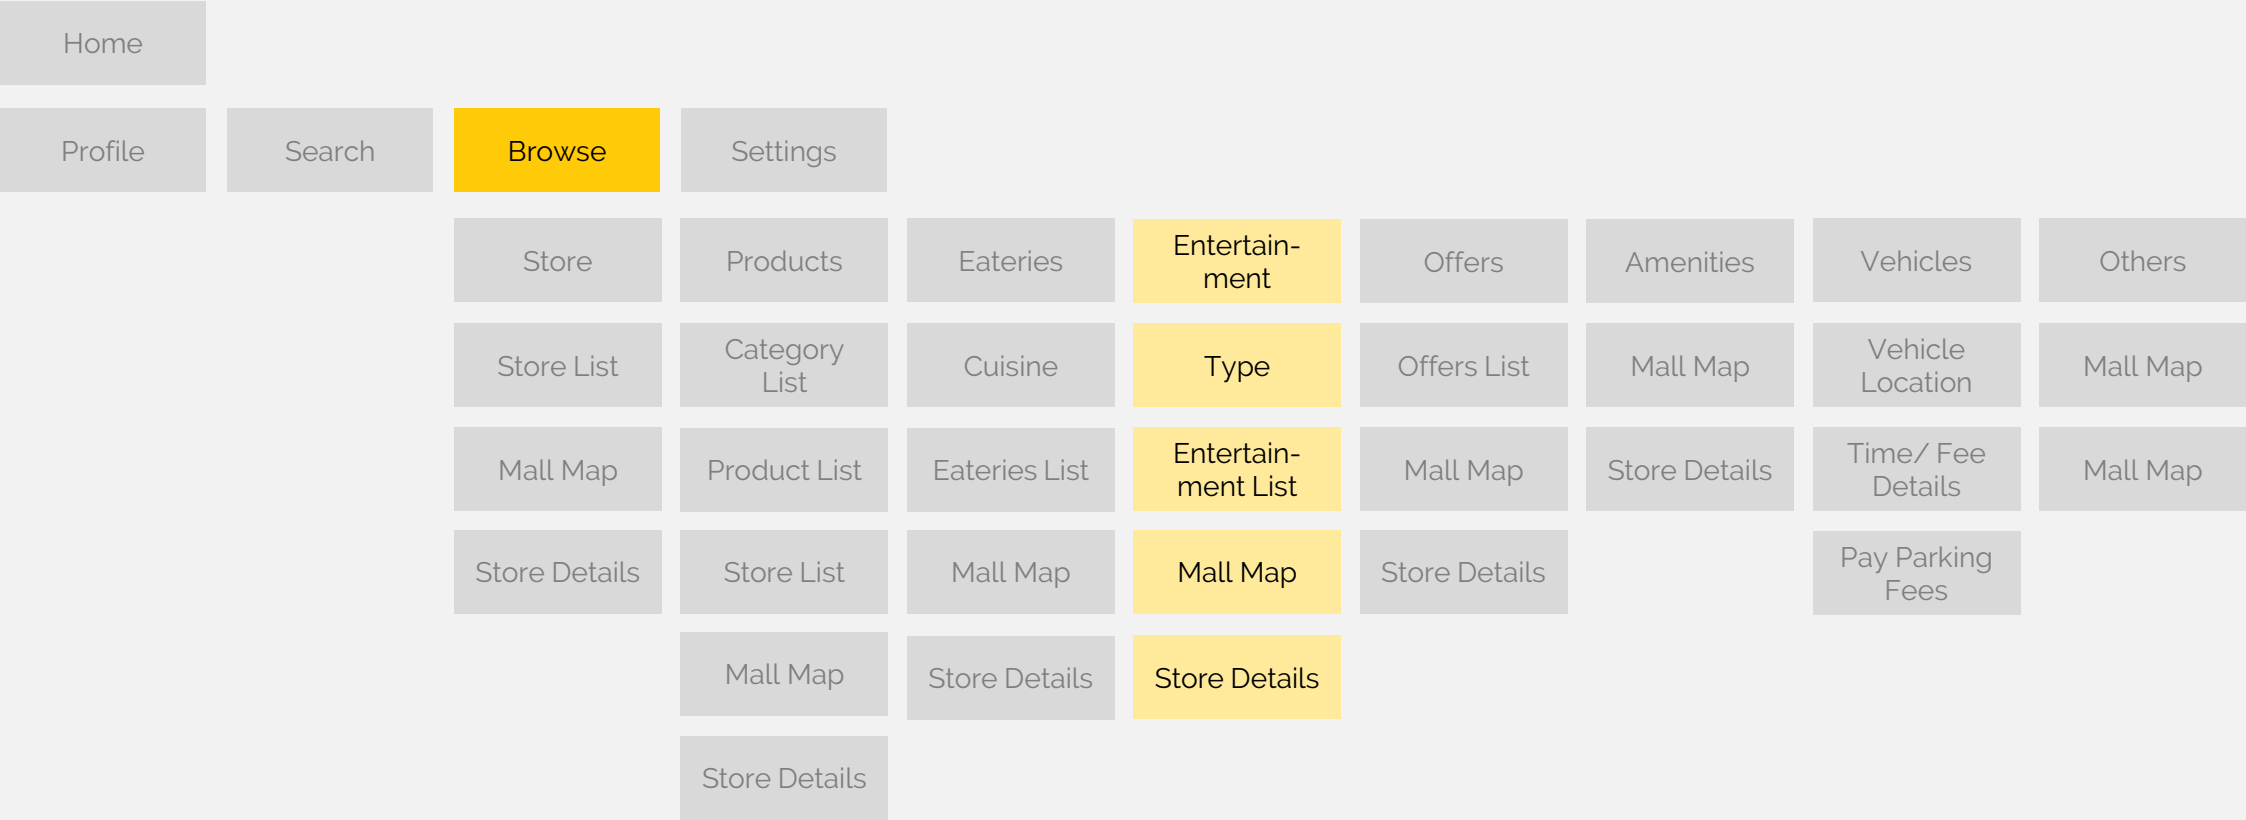 Home
Profile
Search
Browse
Settings
Store
Products
Eateries
Entertain-
ment
Offers
Amenities
Vehicles
Others
Store List
Category
List
Cuisine
Type
Offers List
Mall Map
Vehicle
Location
Mall Map
Mall Map
Product List
Eateries List
Entertain-
ment List
Mall Map
Store Details
Time/ Fee
Details
Mall Map
Store Details
Store List
Mall Map
Mall Map
Store Details
Pay Parking
Fees
Mall Map
Store Details
Store Details
Store Details